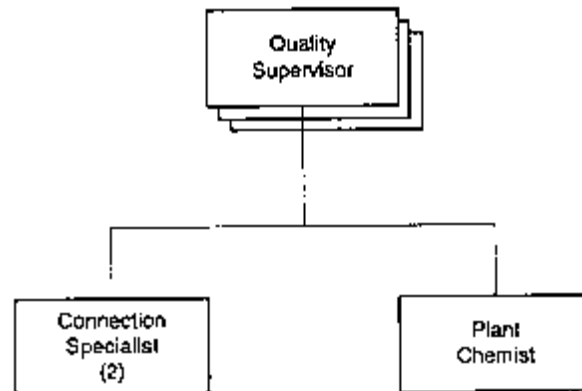 Quality
Supervisor
Connection
Specialist
(2)
Plant
Chemist